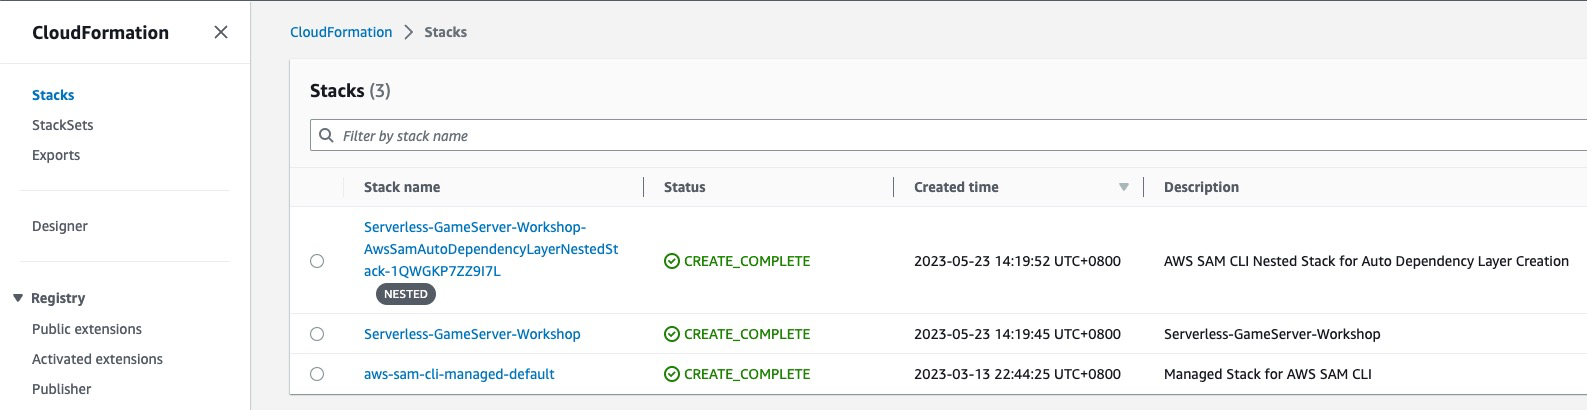 CloudFormation
Stacks
StackSets
Exports
Designer
Registry
Public extensions
Activated extensions
Publisher
CloudFormation > Stacks
Stacks (3)
Filter by stack name
Stack name Status Created time Description
Serverless-GameServer-Workshop-
AwsSamAutoDependencyLayerNestedSt
ack-1QWGKP7ZZ9I7L
NESTED
CREATE_COMPLETE 2023-05-23 14:19:52 UTC+0800 AWS SAM CLI Nested Stack for Auto Dependency Layer Creation
Serverless-GameServer-Workshop CREATE_COMPLETE 2023-05-23 14:19:45 UTC+0800 Serverless-GameServer-Workshop
aws-sam-cli-managed-default CREATE_COMPLETE 2023-03-13 22:44:25 UTC+0800 Managed Stack for AWS SAM CLI